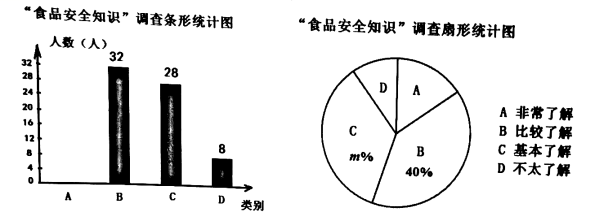 “食品安全知识”调查条形统计图
人数（人）
32
28
8
32
28
24
20
16
12
8
4
0
A B C D 类别
“食品安全知识”调查扇形统计图
D A
C
m%
B
40%
A 非常了解
B 比较了解
C 基本了解
D 不太了解